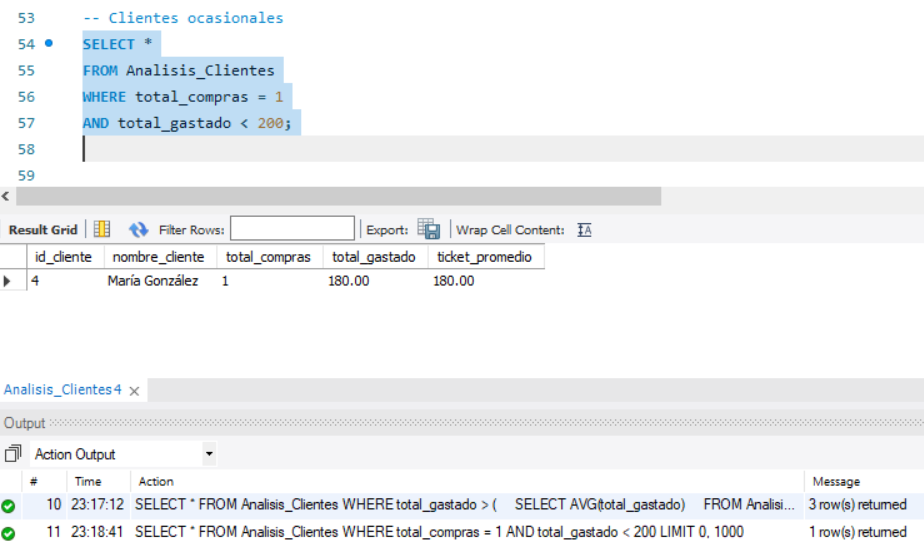 53 -- Clientes ocasionales
54 SELECT *
55 FROM Analisis_Clientes
56 WHERE total_compras = 1
57 AND total_gastado < 200;
58
59
Result Grid Filter Rows: Export: Wrap Cell Content:
id_cliente nombre_cliente total_compras total_gastado ticket_promedio
4 María González 1 180.00 180.00
Analisis_Clientes4
Output
Action Output
# Time Action Message
10 23:17:12 SELECT * FROM Analisis_Clientes WHERE total_gastado > ( SELECT AVG(total_gastado) FROM Analisi... 3 row(s) returned
11 23:18:41 SELECT * FROM Analisis_Clientes WHERE total_compras = 1 AND total_gastado < 200 LIMIT 0, 1000 1 row(s) returned